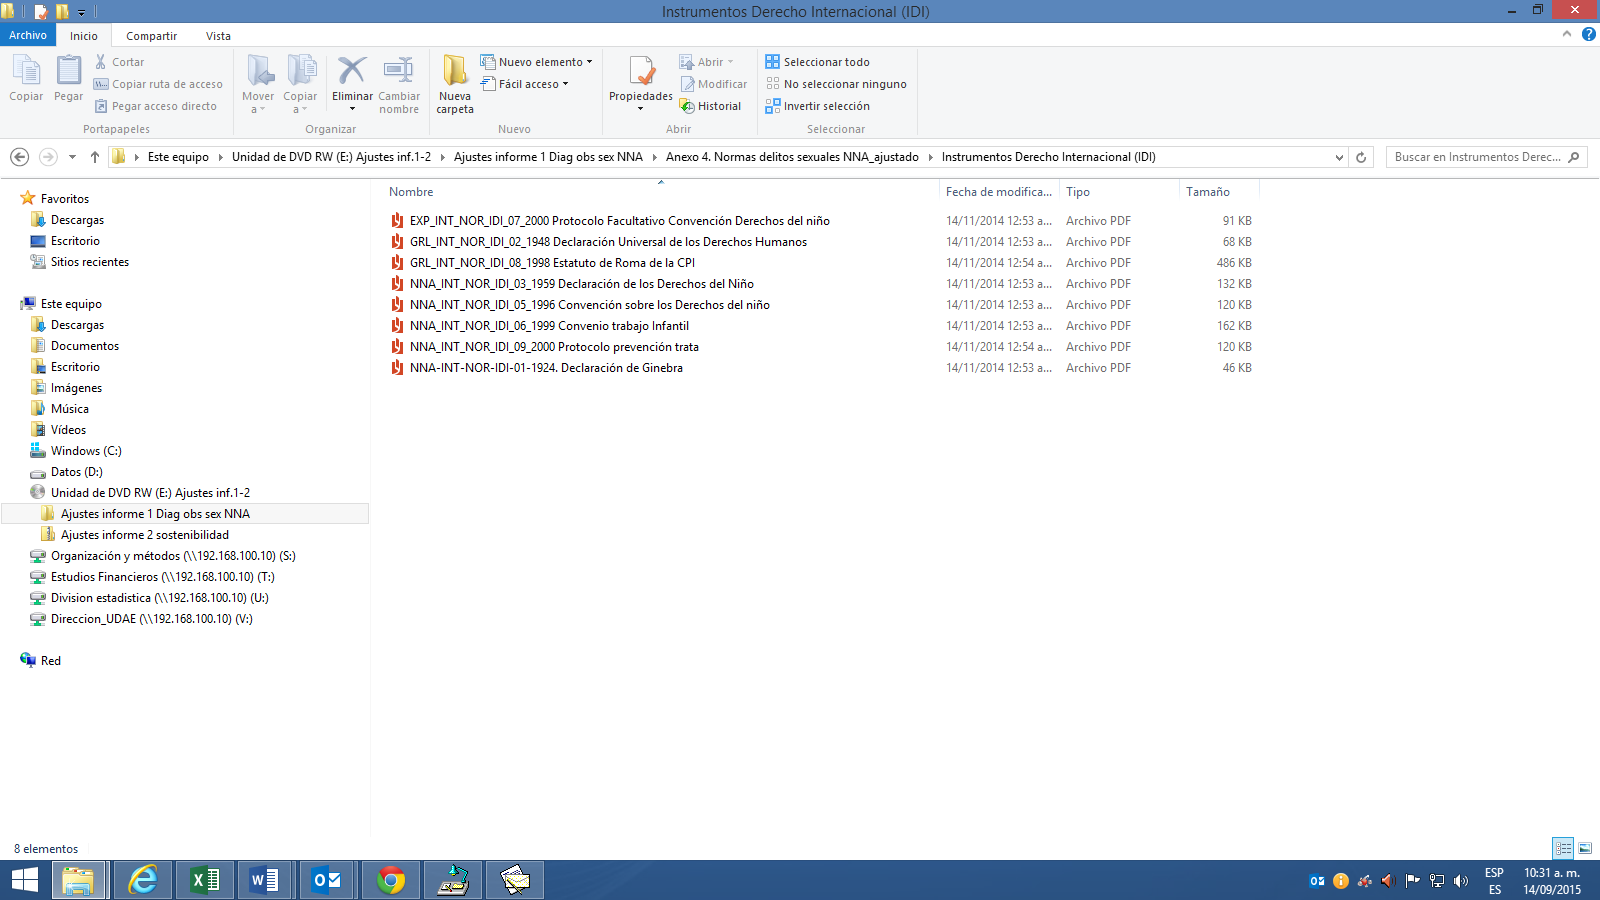 Instrumentos Derecho Internacional (IDI)
Archivo Inicio Compartir Vista
Copiar
Pegar
Cortar
Copiar ruta de acceso
Pegar acceso directo
Portapapeles
Mover a
Copiar a
Eliminar
Cambiar nombre
Organizar
Nueva carpeta
Nuevo elemento
Fácil acceso
Nuevo
Propiedades
Abrir
Modificar
Historial
Abrir
Seleccionar todo
No seleccionar ninguno
Invertir selección
Seleccionar
Este equipo Unidad de DVD RW (E:) Ajustes inf.1-2 Ajustes informe 1 Diag obs sex NNA Anexo 4. Normas delitos sexuales NNA_ajustado Instrumentos Derecho Internacional (IDI)
Buscar en Instrumentos Derec...
Favoritos
Descargas
Escritorio
Sitios recientes
Este equipo
Descargas
Documentos
Escritorio
Imágenes
Música
Vídeos
Windows (C:)
Datos (D:)
Unidad de DVD RW (E:) Ajustes inf.1-2
Ajustes informe 1 Diag obs sex NNA
Ajustes informe 2 sostenibilidad
Organización y métodos (\\192.168.100.10) (S:)
Estudios Financieros (\\192.168.100.10) (T:)
Division estadistica (\\192.168.100.10) (U:)
Direccion_UDAE (\\192.168.100.10) (V:)
Red
Nombre Fecha de modifica... Tipo Tamaño
EXP_INT_NOR_IDI_07_2000 Protocolo Facultativo Convención Derechos del niño 14/11/2014 12:53 a... Archivo PDF 91 KB
GRL_INT_NOR_IDI_02_1948 Declaración Universal de los Derechos Humanos 14/11/2014 12:53 a... Archivo PDF 68 KB
GRL_INT_NOR_IDI_08_1998 Estatuto de Roma de la CPI 14/11/2014 12:54 a... Archivo PDF 486 KB
NNA_INT_NOR_IDI_03_1959 Declaración de los Derechos del Niño 14/11/2014 12:53 a... Archivo PDF 132 KB
NNA_INT_NOR_IDI_05_1996 Convención sobre los Derechos del niño 14/11/2014 12:53 a... Archivo PDF 120 KB
NNA_INT_NOR_IDI_06_1999 Convenio trabajo Infantil 14/11/2014 12:53 a... Archivo PDF 162 KB
NNA_INT_NOR_IDI_09_2000 Protocolo prevención trata 14/11/2014 12:54 a... Archivo PDF 120 KB
NNA-INT-NOR-IDI-01-1924. Declaración de Ginebra 14/11/2014 12:53 a... Archivo PDF 46 KB
8 elementos
ESP
ES
10:31 a. m.
14/09/2015